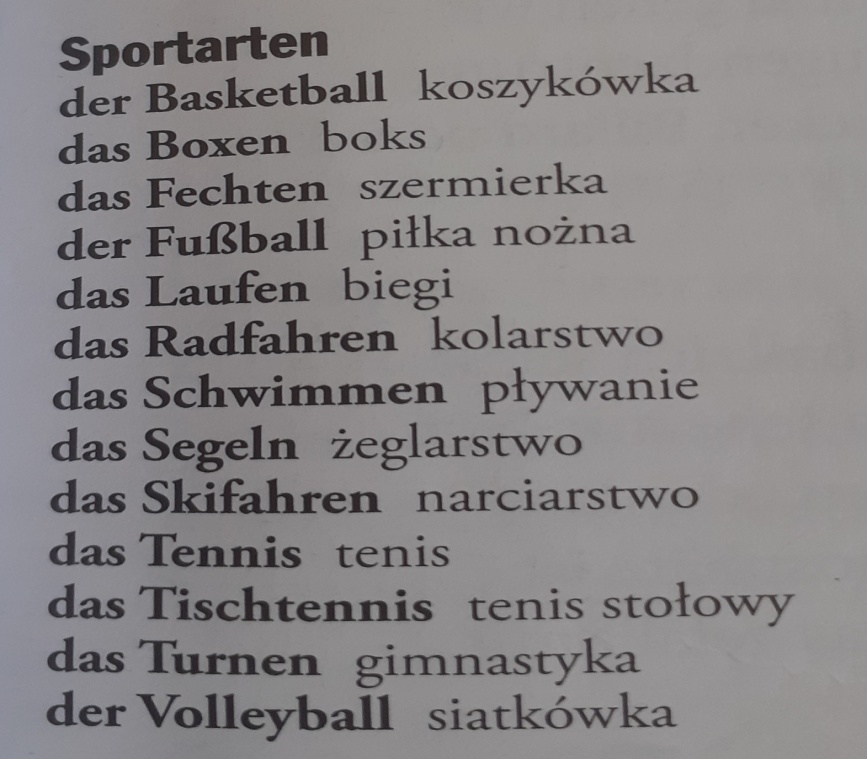 Sportarten
der Basketball koszykówka
das Boxen boks
das Fechten szermierka
der Fußball piłka nożna
das Laufen biegi
das Radfahren kolarstwo
das Schwimmen pływanie
das Segeln żeglarstwo
das Skifahren narciarstwo
das Tennis tenis
das Tischtennis tenis stołowy
das Turnen gimnastyka
der Volleyball siatkówka